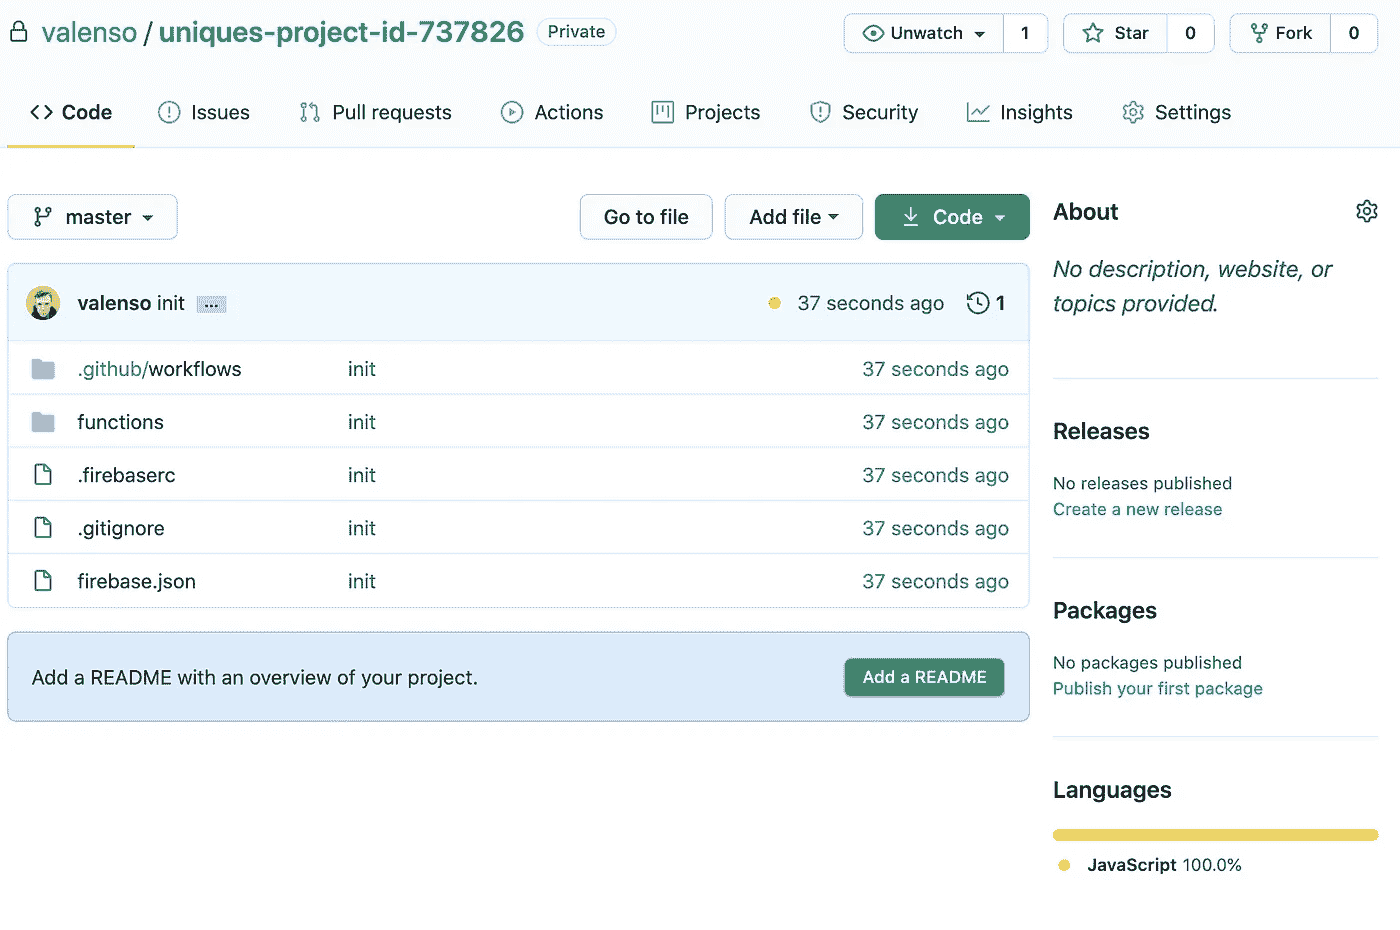 valenso / uniques-project-id-737826 Private
Unwatch 1 Star 0 Fork 0
Code Issues Pull requests Actions Projects Security Insights Settings
master Go to file Add file Code
valenso init ... 37 seconds ago 1
.github/workflows init 37 seconds ago
functions init 37 seconds ago
.firebaserc init 37 seconds ago
.gitignore init 37 seconds ago
firebase.json init 37 seconds ago
Add a README with an overview of your project. Add a README
About
No description, website, or
topics provided.
Releases
No releases published
Create a new release
Packages
No packages published
Publish your first package
Languages
JavaScript 100.0%